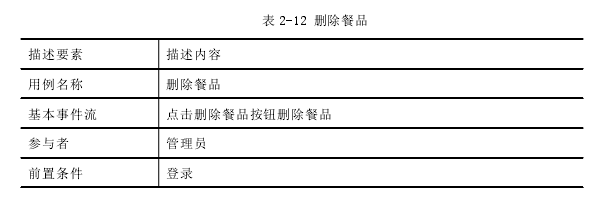 表 2-12 删除餐品
描述要素 描述内容
用例名称 删除餐品
基本事件流 点击删除餐品按钮删除餐品
参与者 管理员
前置条件 登录